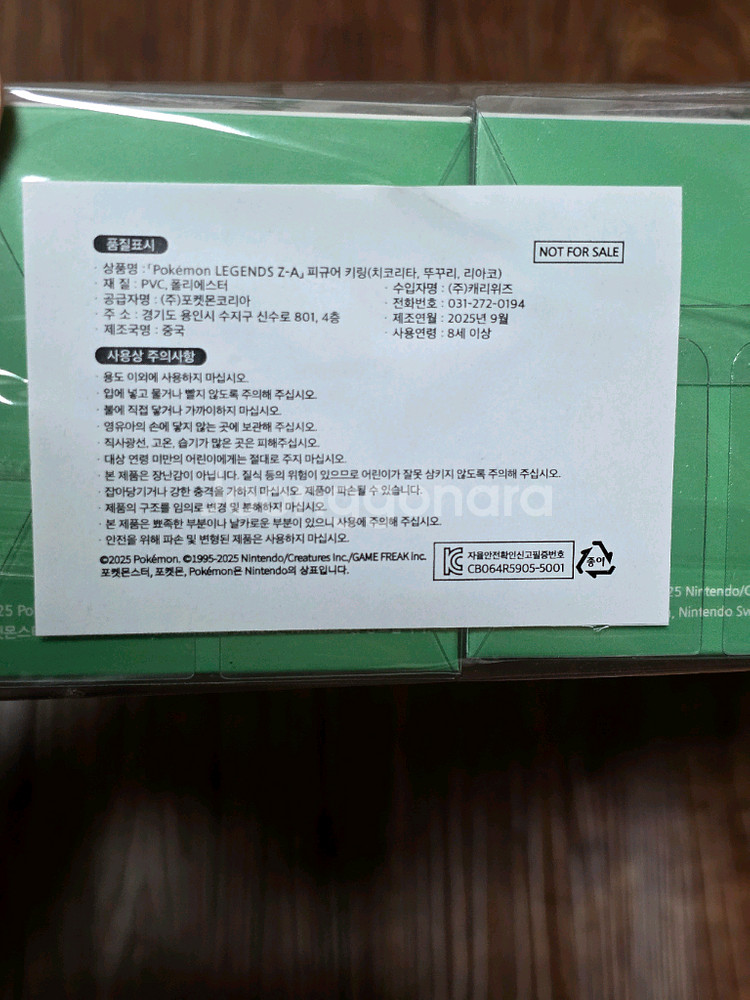 품질표시
NOT FOR SALE
· 상품명 : 「Pokémon LEGENDS Z-A」 피규어 키링(치코리타, 뚜꾸리, 리아코)
· 재 질 : PVC, 폴리에스터
· 수입자명 : (주)캐리위즈
· 공급자명 : (주)포켓몬코리아
· 전화번호 : 031-272-0194
· 주 소 : 경기도 용인시 수지구 신수로 801, 4층
· 제조연월 : 2025년 9월
· 제조국명 : 중국
· 사용연령 : 8세 이상
사용상 주의사항
· 용도 이외에 사용하지 마십시오.
· 입에 넣고 물거나 빨지 않도록 주의해 주십시오.
· 불에 직접 닿거나 가까이하지 마십시오.
· 영유아의 손에 닿지 않는 곳에 보관해 주십시오.
· 직사광선, 고온, 습기가 많은 곳은 피해주십시오.
· 대상 연령 미만의 어린이에게는 절대로 주지 마십시오.
· 본 제품은 장난감이 아닙니다. 질식 등의 위험이 있으므로 어린이가 잘못 삼키지 않도록 주의해 주십시오.
· 잡아당기거나 강한 충격을 가하지 마십시오. 제품이 파손될 수 있습니다.
· 제품의 구조를 임의로 변경 및 분해하지 마십시오.
· 본 제품은 뾰족한 부분이나 날카로운 부분이 있으니 사용에 주의해 주십시오.
· 안전을 위해 파손 및 변형된 제품은 사용하지 마십시오.
©2025 Pokémon. ©1995-2025 Nintendo/Creatures Inc./GAME FREAK inc.
포켓몬스터, 포켓몬, Pokémon은 Nintendo의 상표입니다.
자율안전확인신고필증번호
CB064R5905-5001
종이
25 Po
25 Nintendo/C
켓몬스
, Nintendo Sw